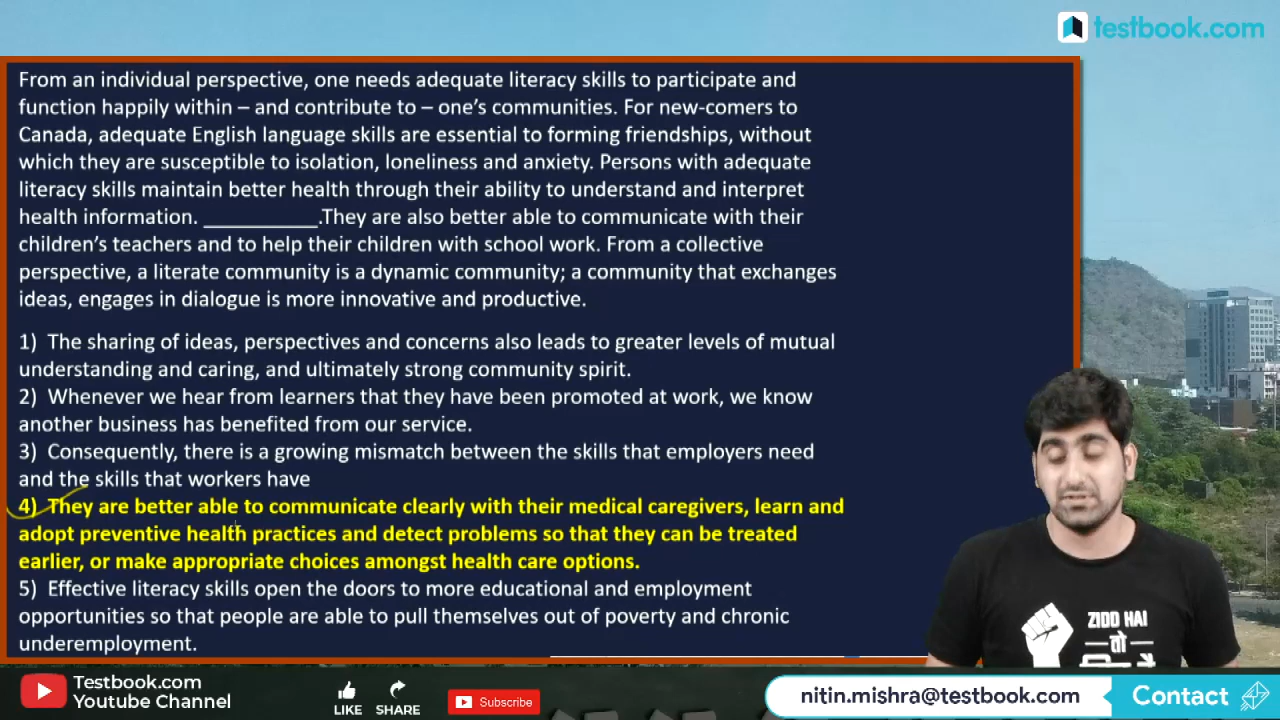 testbook.com
From an individual perspective, one needs adequate literacy skills to participate and
function happily within – and contribute to – one’s communities. For new-comers to
Canada, adequate English language skills are essential to forming friendships, without
which they are susceptible to isolation, loneliness and anxiety. Persons with adequate
literacy skills maintain better health through their ability to understand and interpret
health information. ___________.They are also better able to communicate with their
children’s teachers and to help their children with school work. From a collective
perspective, a literate community is a dynamic community; a community that exchanges
ideas, engages in dialogue is more innovative and productive.
1) The sharing of ideas, perspectives and concerns also leads to greater levels of mutual
understanding and caring, and ultimately strong community spirit.
2) Whenever we hear from learners that they have been promoted at work, we know
another business has benefited from our service.
3) Consequently, there is a growing mismatch between the skills that employers need
and the skills that workers have
4) They are better able to communicate clearly with their medical caregivers, learn and
adopt preventive health practices and detect problems so that they can be treated
earlier, or make appropriate choices amongst health care options.
5) Effective literacy skills open the doors to more educational and employment
opportunities so that people are able to pull themselves out of poverty and chronic
underemployment.
ZIDD HAI
तो
Testbook.com
YouTube Channel
LIKE
SHARE
Subscribe
nitin.mishra@testbook.com
Contact